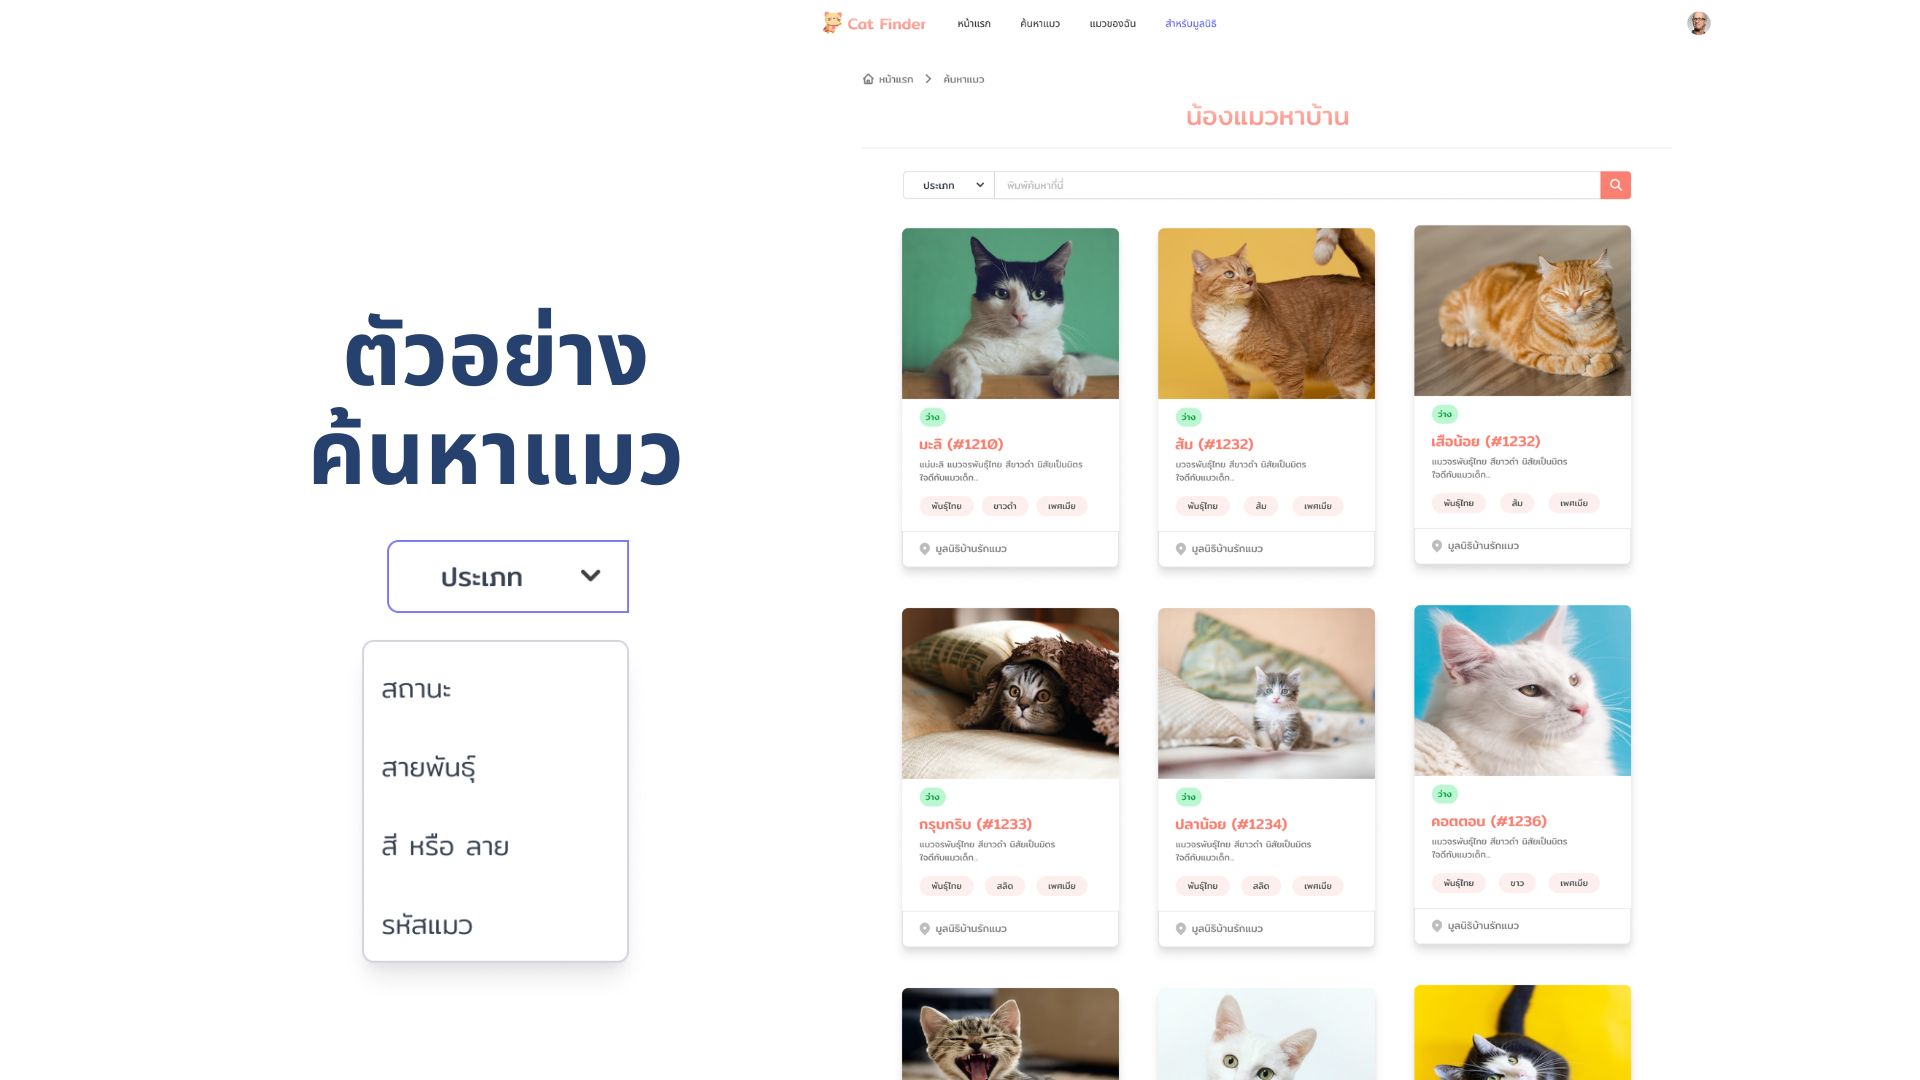 ตัวอย่าง
ค้นหาแมว
ประเภท
สถานะ
สายพันธุ์
สี หรือ ลาย
รหัสแมว
Cat Finder
หน้าแรก
ค้นหาแมว
แมวของฉัน
สำหรับมูลนิธิ
หน้าแรก
ค้นหาแมว
น้องแมวหาบ้าน
ประเภท
พิมพ์ค้นหาที่นี่
ว่าง
มะลิ (#1210)
แม่มะลิ แมวจรพันธุ์ไทย สีขาวดำ นิสัยเป็นมิตร
ใจดีกับแมวเด็ก..
พันธุ์ไทย
ขาวดำ
เพศเมีย
มูลนิธิบ้านรักแมว
ว่าง
ส้ม (#1232)
มวจรพันธุ์ไทย สีขาวดำ นิสัยเป็นมิตร
ใจดีกับแมวเด็ก..
พันธุ์ไทย
ส้ม
เพศเมีย
มูลนิธิบ้านรักแมว
ว่าง
เสือน้อย (#1232)
แมวจรพันธุ์ไทย สีขาวดำ นิสัยเป็นมิตร
ใจดีกับแมวเด็ก..
พันธุ์ไทย
ส้ม
เพศเมีย
มูลนิธิบ้านรักแมว
ว่าง
กรุบกริบ (#1233)
แมวจรพันธุ์ไทย สีขาวดำ นิสัยเป็นมิตร
ใจดีกับแมวเด็ก..
พันธุ์ไทย
สลิด
เพศเมีย
มูลนิธิบ้านรักแมว
ว่าง
ปลาน้อย (#1234)
แมวจรพันธุ์ไทย สีขาวดำ นิสัยเป็นมิตร
ใจดีกับแมวเด็ก..
พันธุ์ไทย
สลิด
เพศเมีย
มูลนิธิบ้านรักแมว
ว่าง
คอตตอน (#1236)
แมวจรพันธุ์ไทย สีขาวดำ นิสัยเป็นมิตร
ใจดีกับแมวเด็ก..
พันธุ์ไทย
ขาว
เพศเมีย
มูลนิธิบ้านรักแมว